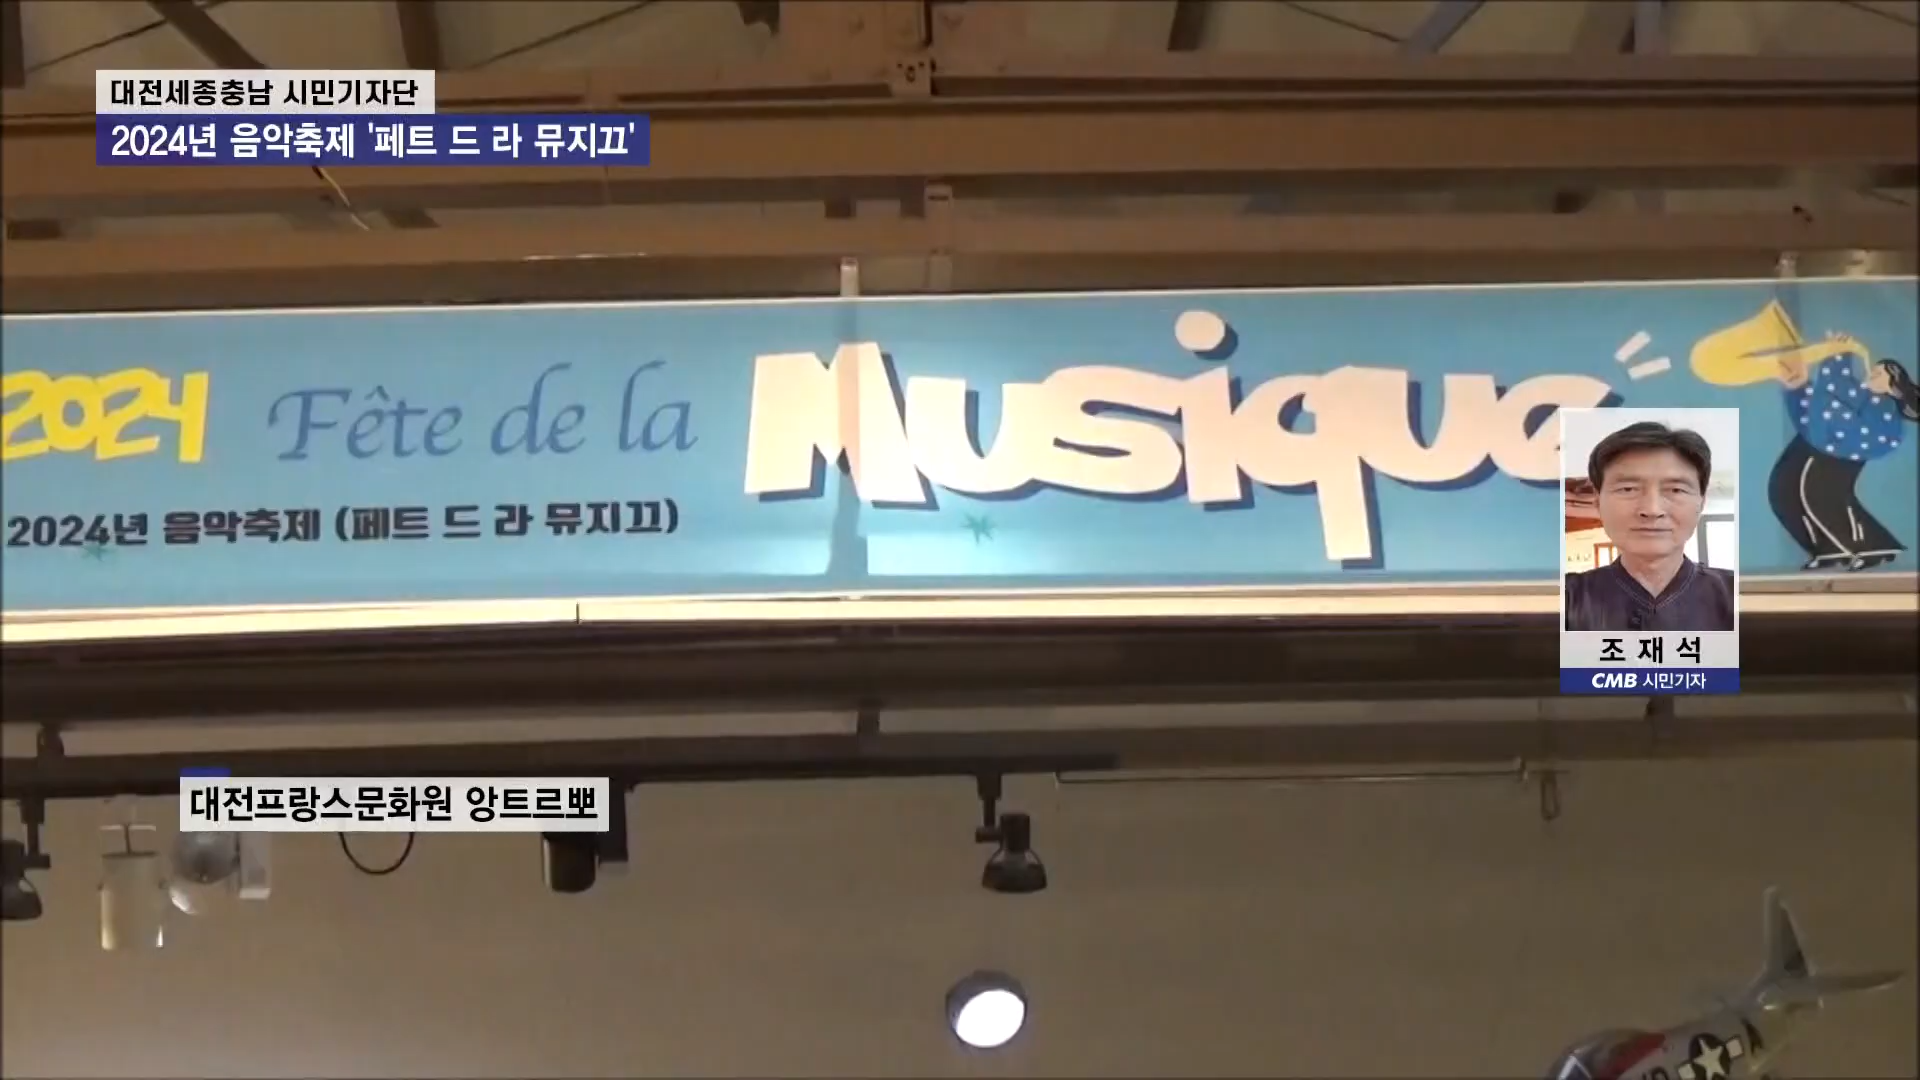 대전세종충남 시민기자단
2024년 음악축제 '페트 드 라 뮤지끄'
2024 Fête de la Musique
2024년 음악축제 (페트 드 라 뮤지끄)
조재석
CMB 시민기자
대전프랑스문화원 앙트르뽀